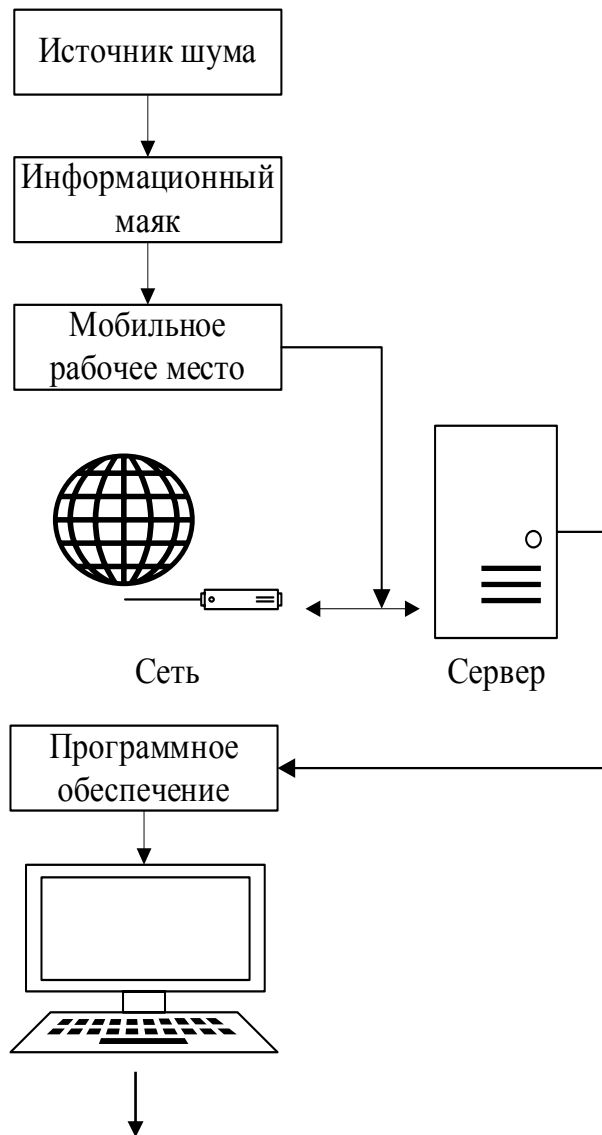 Источник шума
Информационный
маяк
Мобильное
рабочее место
Сеть
Сервер
Программное
обеспечение